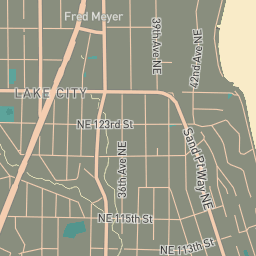 Fred Meyer
39th Ave NE
42nd Ave NE
LAKE CITY
NE 123rd St
Sand Pt Way NE
36th Ave NE
NE 115th St
NE 113th St